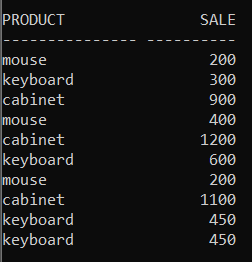 PRODUCT SALE
--------------- ----------
mouse 200
keyboard 300
cabinet 900
mouse 400
cabinet 1200
keyboard 600
mouse 200
cabinet 1100
keyboard 450
keyboard 450